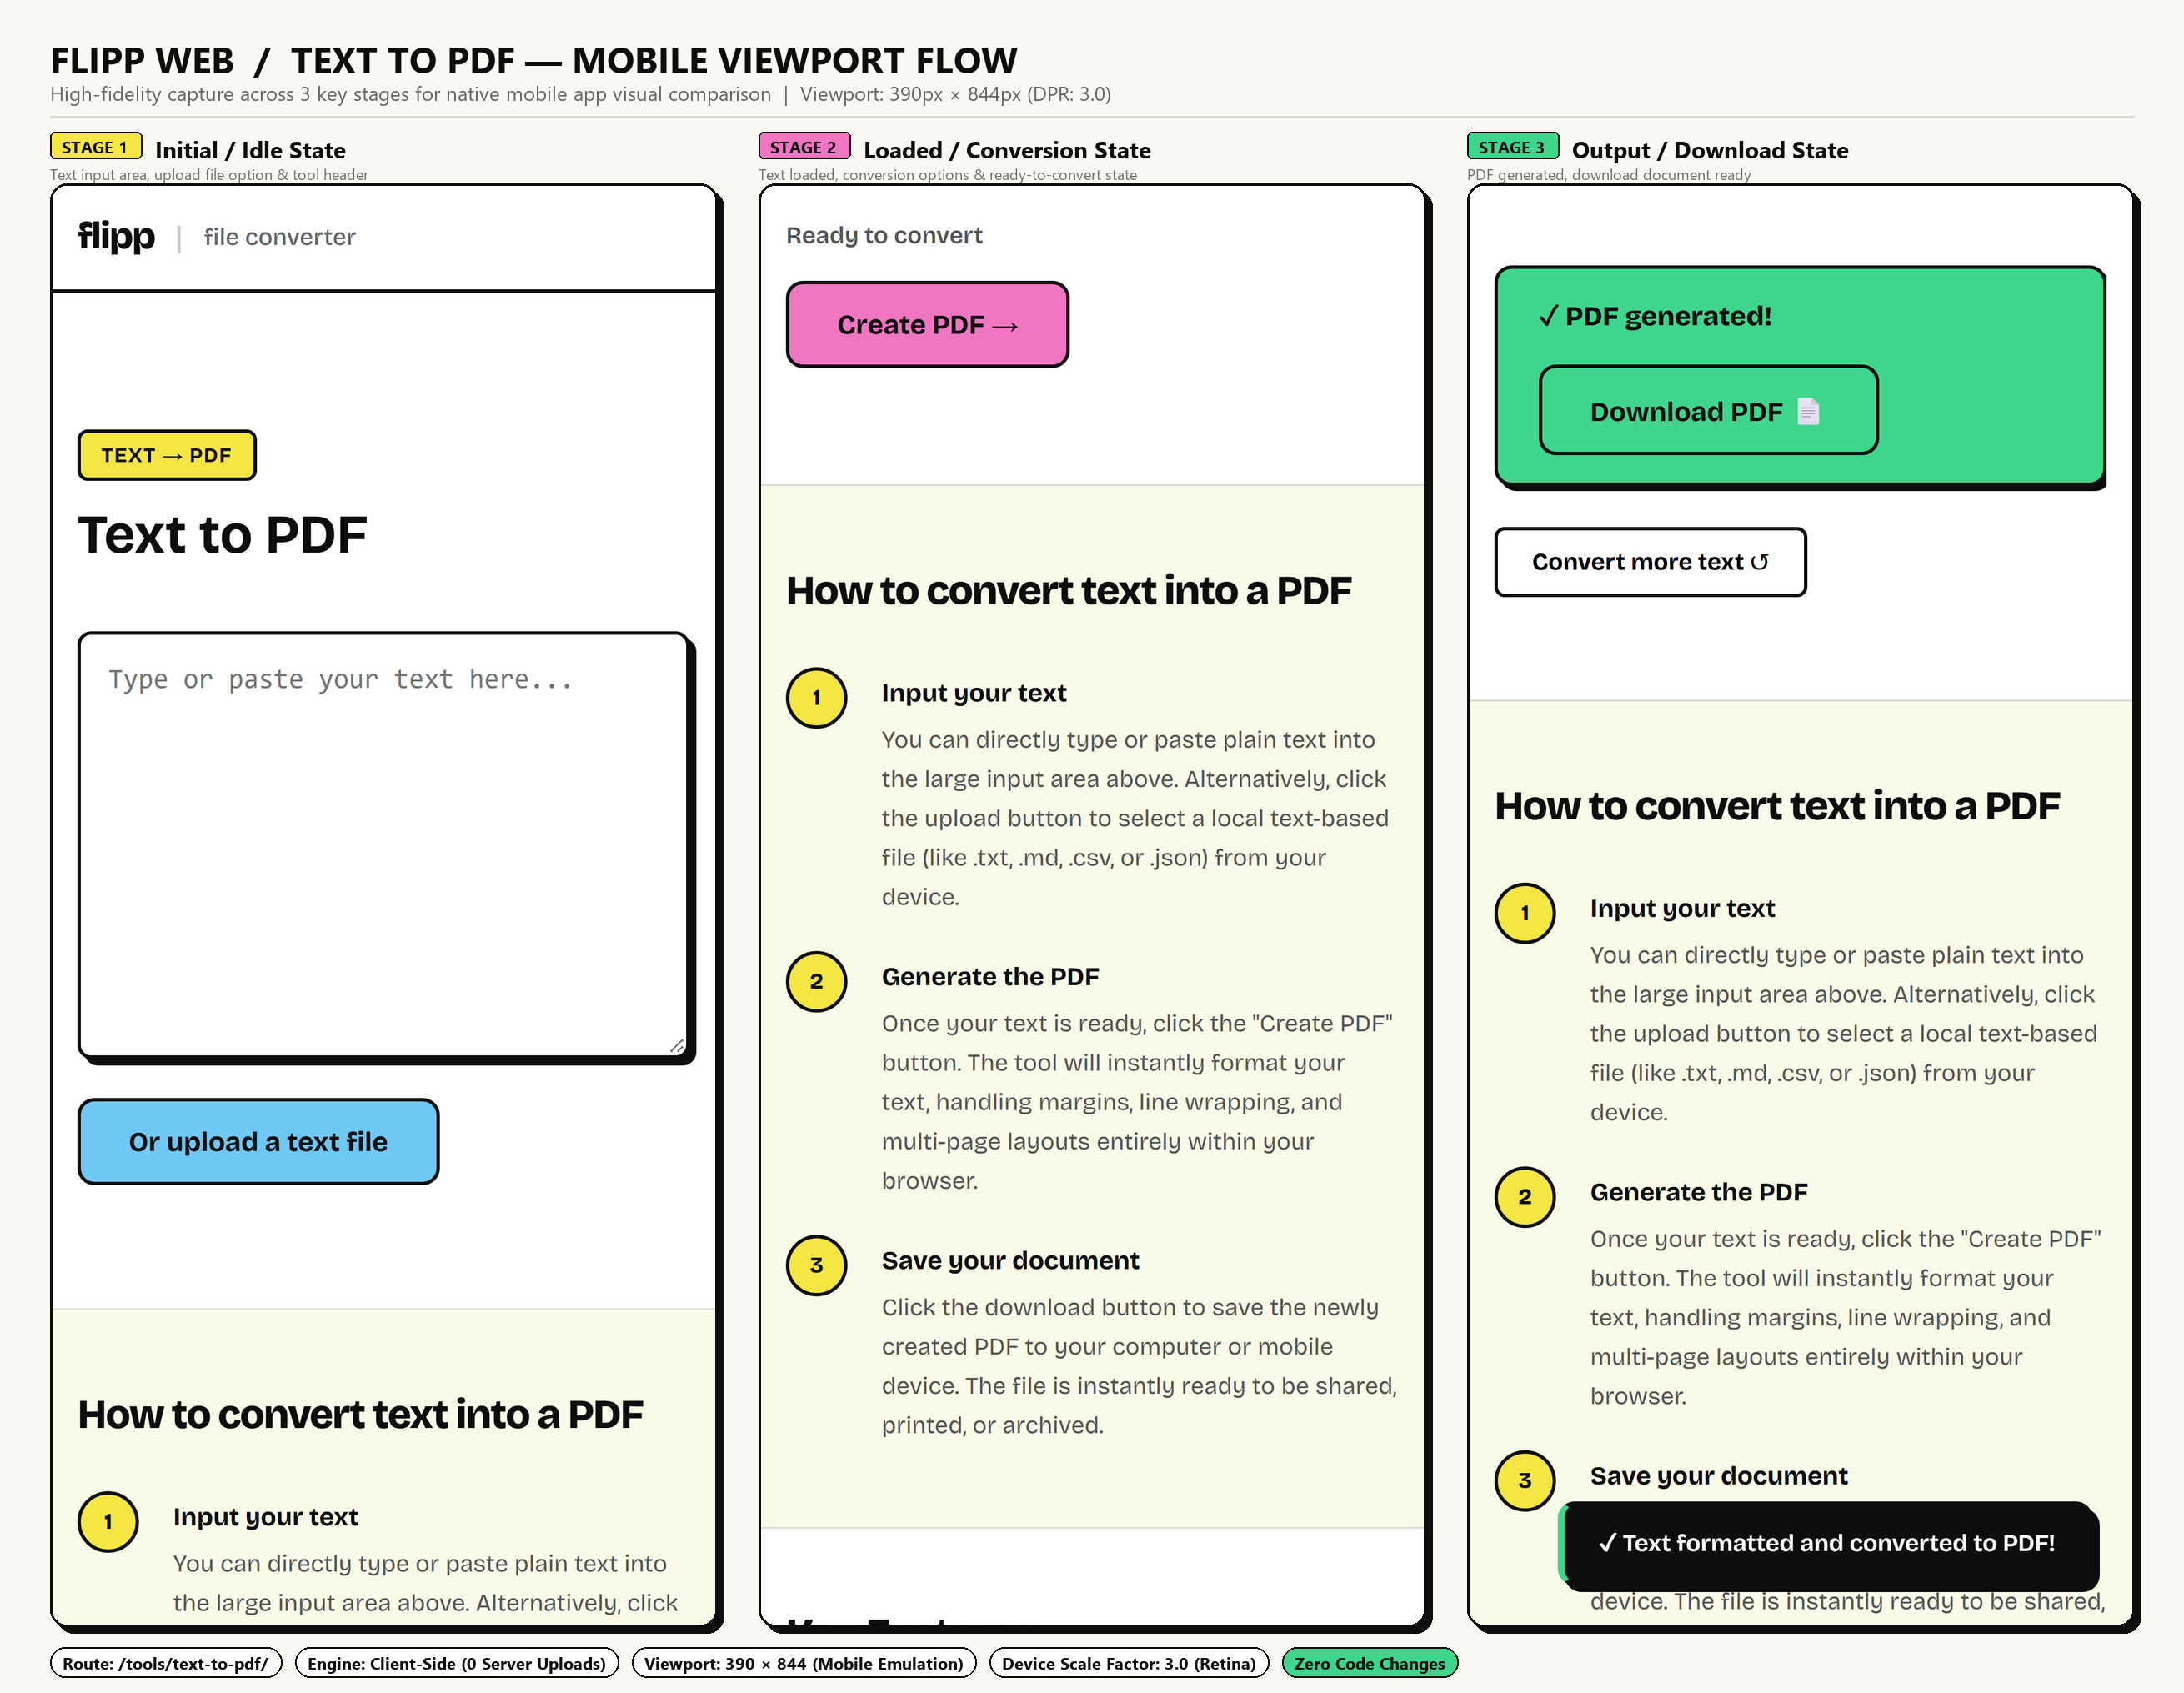 FLIPP WEB / TEXT TO PDF — MOBILE VIEWPORT FLOW
High-fidelity capture across 3 key stages for native mobile app visual comparison | Viewport: 390px × 844px (DPR: 3.0)
STAGE 1 Initial / Idle State
Text input area, upload file option & tool header
flipp | file converter
TEXT → PDF
Text to PDF
Type or paste your text here...
Or upload a text file
How to convert text into a PDF
1 Input your text
You can directly type or paste plain text into
the large input area above. Alternatively, click
STAGE 2 Loaded / Conversion State
Text loaded, conversion options & ready-to-convert state
Ready to convert
Create PDF →
How to convert text into a PDF
1 Input your text
You can directly type or paste plain text into
the large input area above. Alternatively, click
the upload button to select a local text-based
file (like .txt, .md, .csv, or .json) from your
device.
2 Generate the PDF
Once your text is ready, click the "Create PDF"
button. The tool will instantly format your
text, handling margins, line wrapping, and
multi-page layouts entirely within your
browser.
3 Save your document
Click the download button to save the newly
created PDF to your computer or mobile
device. The file is instantly ready to be shared,
printed, or archived.
STAGE 3 Output / Download State
PDF generated, download document ready
✓ PDF generated!
Download PDF 📄
Convert more text ↺
How to convert text into a PDF
1 Input your text
You can directly type or paste plain text into
the large input area above. Alternatively, click
the upload button to select a local text-based
file (like .txt, .md, .csv, or .json) from your
device.
2 Generate the PDF
Once your text is ready, click the "Create PDF"
button. The tool will instantly format your
text, handling margins, line wrapping, and
multi-page layouts entirely within your
browser.
3 Save your document
✓ Text formatted and converted to PDF!
device. The file is instantly ready to be shared,
Route: /tools/text-to-pdf/
Engine: Client-Side (0 Server Uploads)
Viewport: 390 × 844 (Mobile Emulation)
Device Scale Factor: 3.0 (Retina)
Zero Code Changes